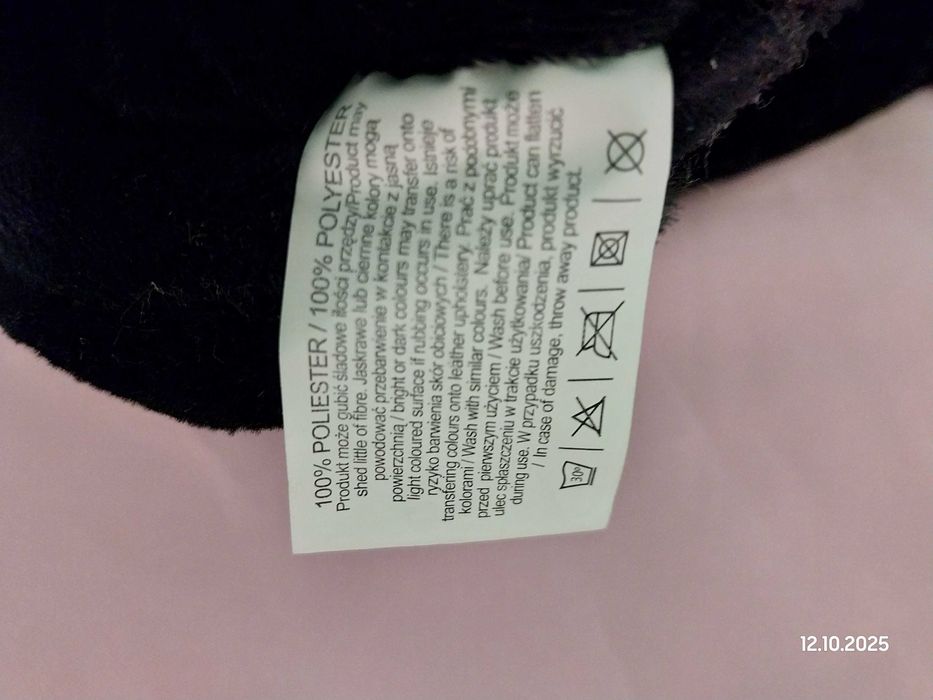 100% POLIESTER / 100% POLYESTER
Produkt może gubić śladowe ilości przędzy/Product may
shed little of fibre. Jaskrawe lub ciemne kolory mogą
powodować przebarwienie w kontakcie z jasną
powierzchnią / bright or dark colours may transfer onto
light coloured surface if rubbing occurs in use. Istnieje
ryzyko barwienia skór obiciowych / There is a risk of
transfering colours onto leather upholstery. Prać z podobnymi
kolorami / Wash with similar colours. Należy uprać produkt
przed pierwszym użyciem / Wash before use. Produkt może
ulec spłaszczeniu w trakcie użytkowania/ Product can flatten
during use. W przypadku uszkodzenia, produkt wyrzucić
/ In case of damage, throw away product.
30°
12.10.2025